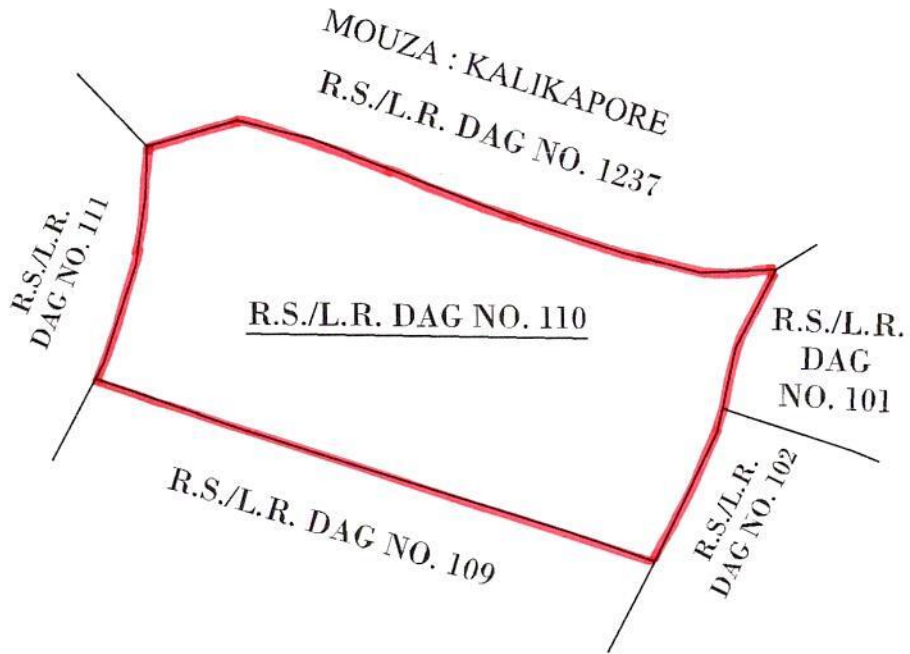 MOUZA : KALIKAPORE
R.S./L.R. DAG NO. 1237
R.S./L.R.
DAG NO. 111
R.S./L.R. DAG NO. 110
R.S./L.R.
DAG
NO. 101
R.S./L.R.
DAG NO. 102
R.S./L.R. DAG NO. 109